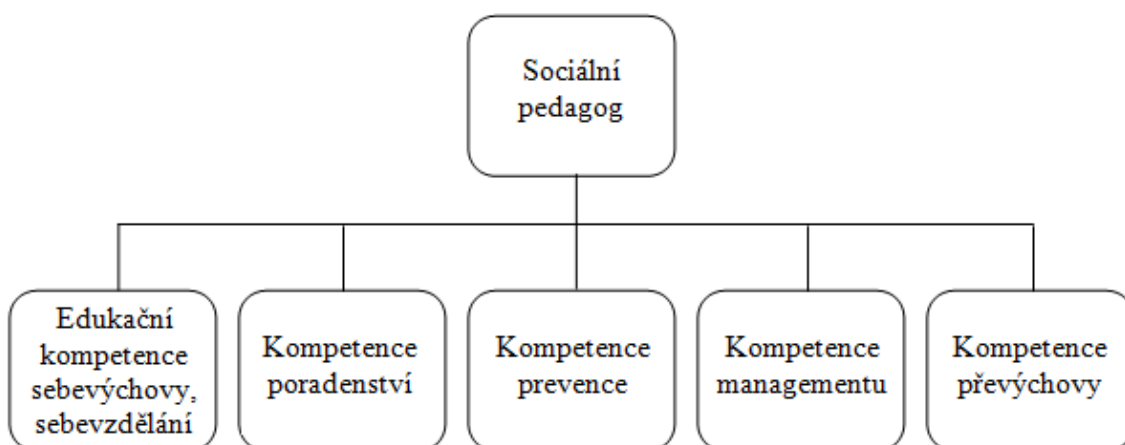 Sociální
pedagog
Edukační
kompetence
sebevýchovy,
sebevzdělání
Kompetence
poradenství
Kompetence
prevence
Kompetence
managementu
Kompetence
převýchovy